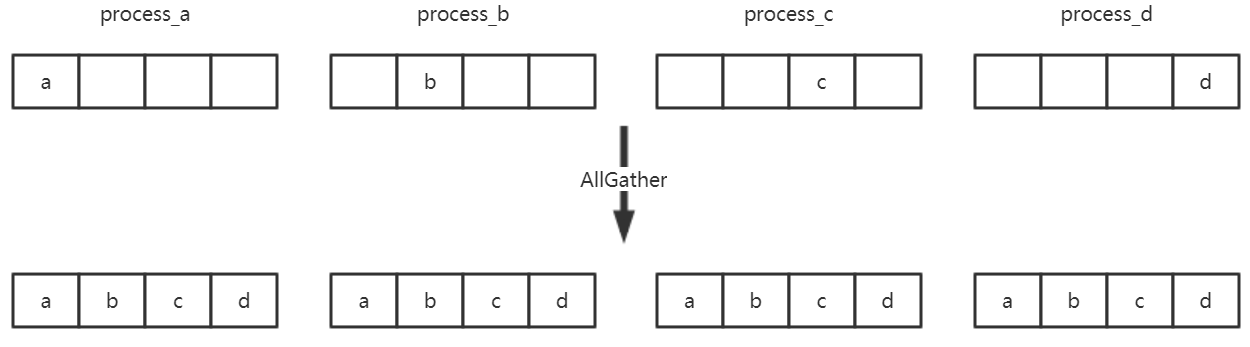 process_a process_b process_c process_d
a b c d
AllGather
a b c d a b c d a b c d a b c d